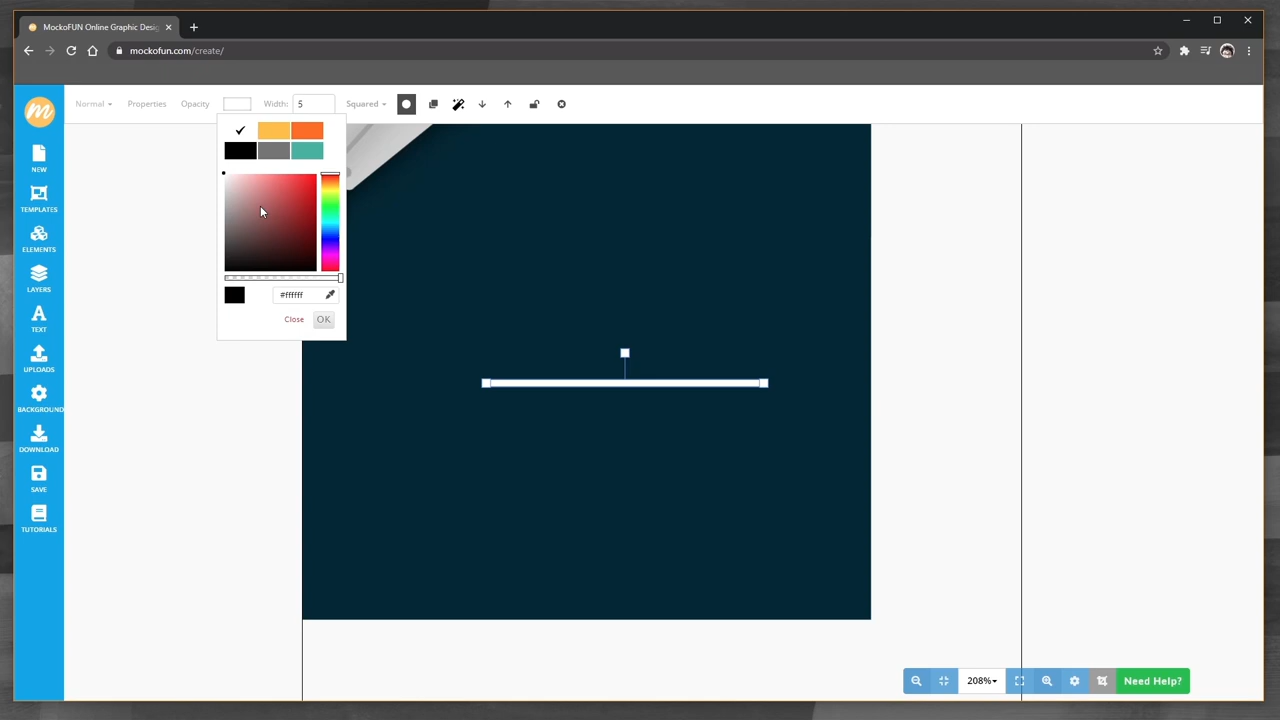 MockoFUN Online Graphic Desig
mockofun.com/create/
Normal
Properties
Opacity
Width:
5
Squared
NEW
TEMPLATES
ELEMENTS
LAYERS
TEXT
UPLOADS
BACKGROUND
DOWNLOAD
SAVE
TUTORIALS
#ffffff
Close
OK
208%
Need Help?